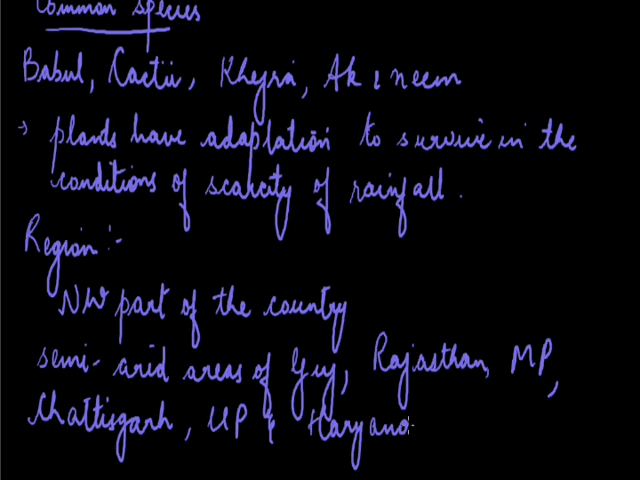 Common species
Babul, Cactii, Khejri, Ak & neem
→ plants have adaptation to survive in the
conditions of scarcity of rainfall.
Region :-
NW part of the country
semi-arid areas of Guj, Rajasthan, MP,
Chattisgarh, UP & Haryana